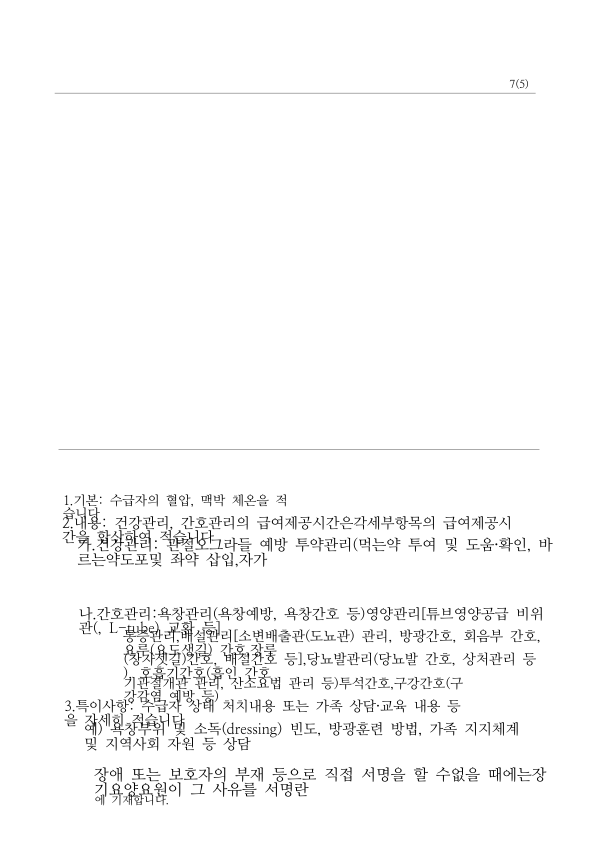 7(5)
1.기본: 수급자의 혈압, 맥박 체온을 적
습니다
2.내용: 건강관리, 간호관리의 급여제공시간은각세부항목의 급여제공시
간을 합산하여 적습니다
가.건강관리: 관절오그라듦 예방 투약관리(먹는약 투여 및 도움·확인, 바
르는약도포및 좌약 삽입,자가
나.간호관리:욕창관리(욕창예방, 욕창간호 등)영양관리[튜브영양공급 비위
관(, L-tube) 교환 등]
통증관리,배설관리[소변배출관(도뇨관) 관리, 방광간호, 회음부 간호,
요루(요도샛길) 간호,장루
(창자샛길)간호, 배설간호 등],당뇨발관리(당뇨발 간호, 상처관리 등
), 호흡기간호(흡인 간호
기관절개관 관리, 산소요법 관리 등)투석간호,구강간호(구
강감염 예방 등)
3.특이사항: 수급자 상태 처치내용 또는 가족 상담·교육 내용 등
을 자세히 적습니다
예) 욕창부위 및 소독(dressing) 빈도, 방광훈련 방법, 가족 지지체계
및 지역사회 자원 등 상담
장애 또는 보호자의 부재 등으로 직접 서명을 할 수없을 때에는장
기요양요원이 그 사유를 서명란
에 기재합니다.